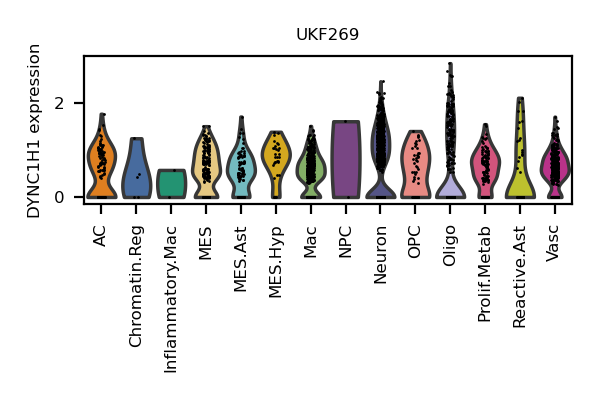 UKF269
DYNC1H1 expression
2
0
AC
Chromatin.Reg
Inflammatory.Mac
MES
MES.Ast
MES.Hyp
Mac
NPC
Neuron
OPC
Oligo
Prolif.Metab
Reactive.Ast
Vasc